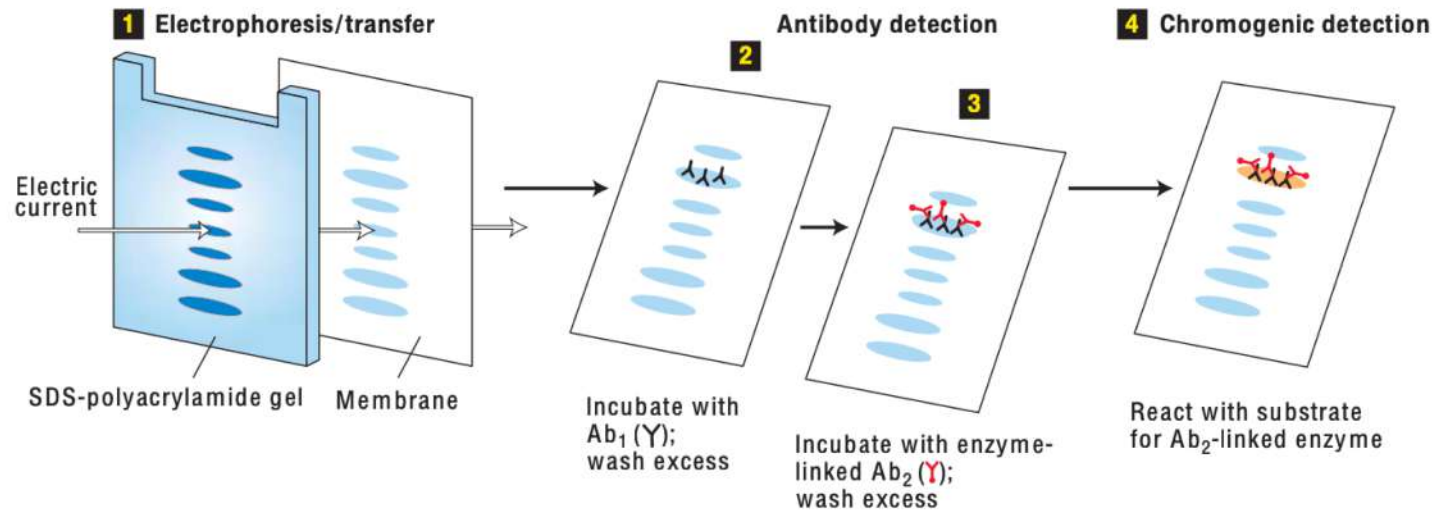 1 Electrophoresis/transfer
Electric
current
SDS-polyacrylamide gel
Membrane
Antibody detection
2
Incubate with
Ab₁ (Y);
wash excess
3
Incubate with enzyme-
linked Ab₂ (Y);
wash excess
4 Chromogenic detection
React with substrate
for Ab₂-linked enzyme